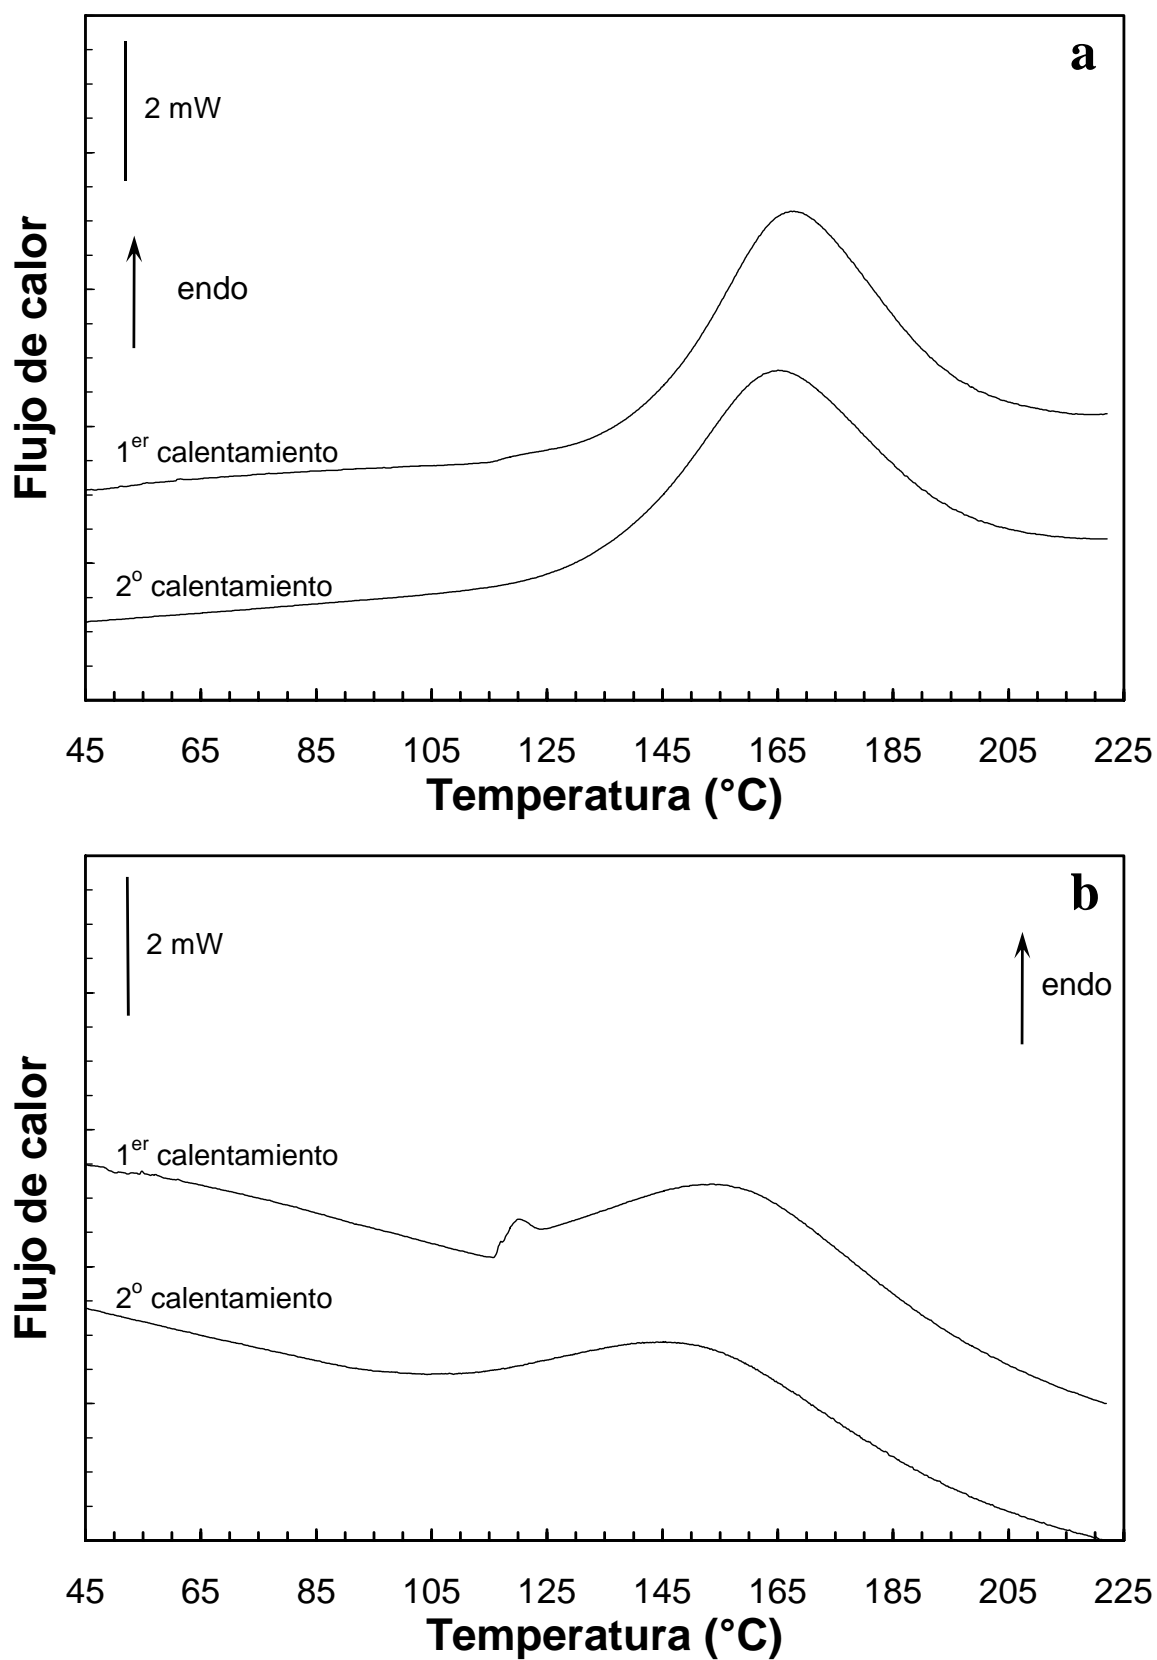 a
2 mW
endo
Flujo de calor
1er calentamiento
2o calentamiento
45 65 85 105 125 145 165 185 205 225
Temperatura (°C)
b
2 mW
endo
Flujo de calor
1er calentamiento
2o calentamiento
45 65 85 105 125 145 165 185 205 225
Temperatura (°C)